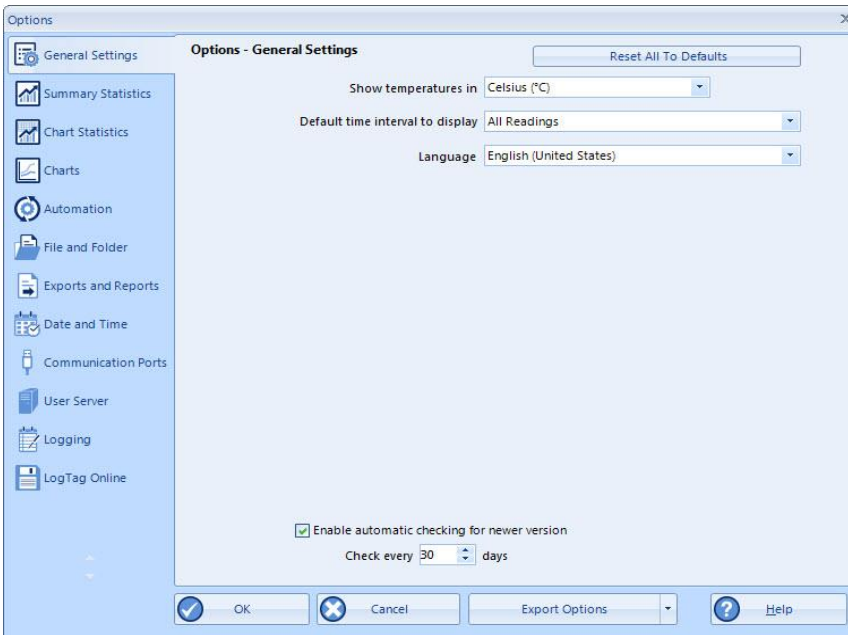 Options
General Settings
Summary Statistics
Chart Statistics
Charts
Automation
File and Folder
Exports and Reports
Date and Time
Communication Ports
User Server
Logging
LogTag Online
Options - General Settings
Reset All To Defaults
Show temperatures in Celsius (°C)
Default time interval to display All Readings
Language English (United States)
Enable automatic checking for newer version
Check every 30 days
OK Cancel Export Options Help